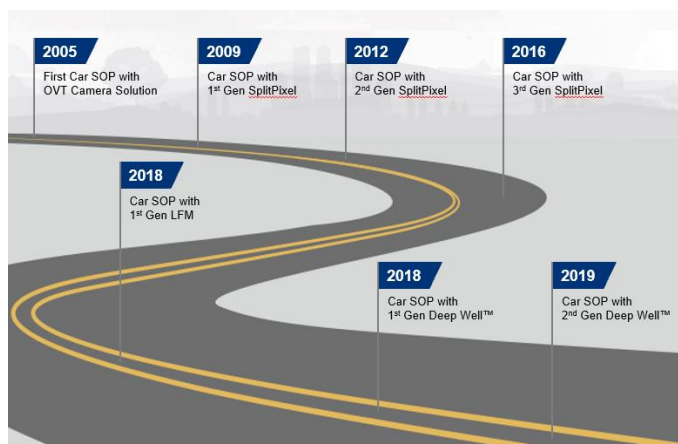 2005
First Car SOP with
OVT Camera Solution
2009
Car SOP with
1st Gen SplitPixel
2012
Car SOP with
2nd Gen SplitPixel
2016
Car SOP with
3rd Gen SplitPixel
2018
Car SOP with
1st Gen LFM
2018
Car SOP with
1st Gen Deep Well™
2019
Car SOP with
2nd Gen Deep Well™